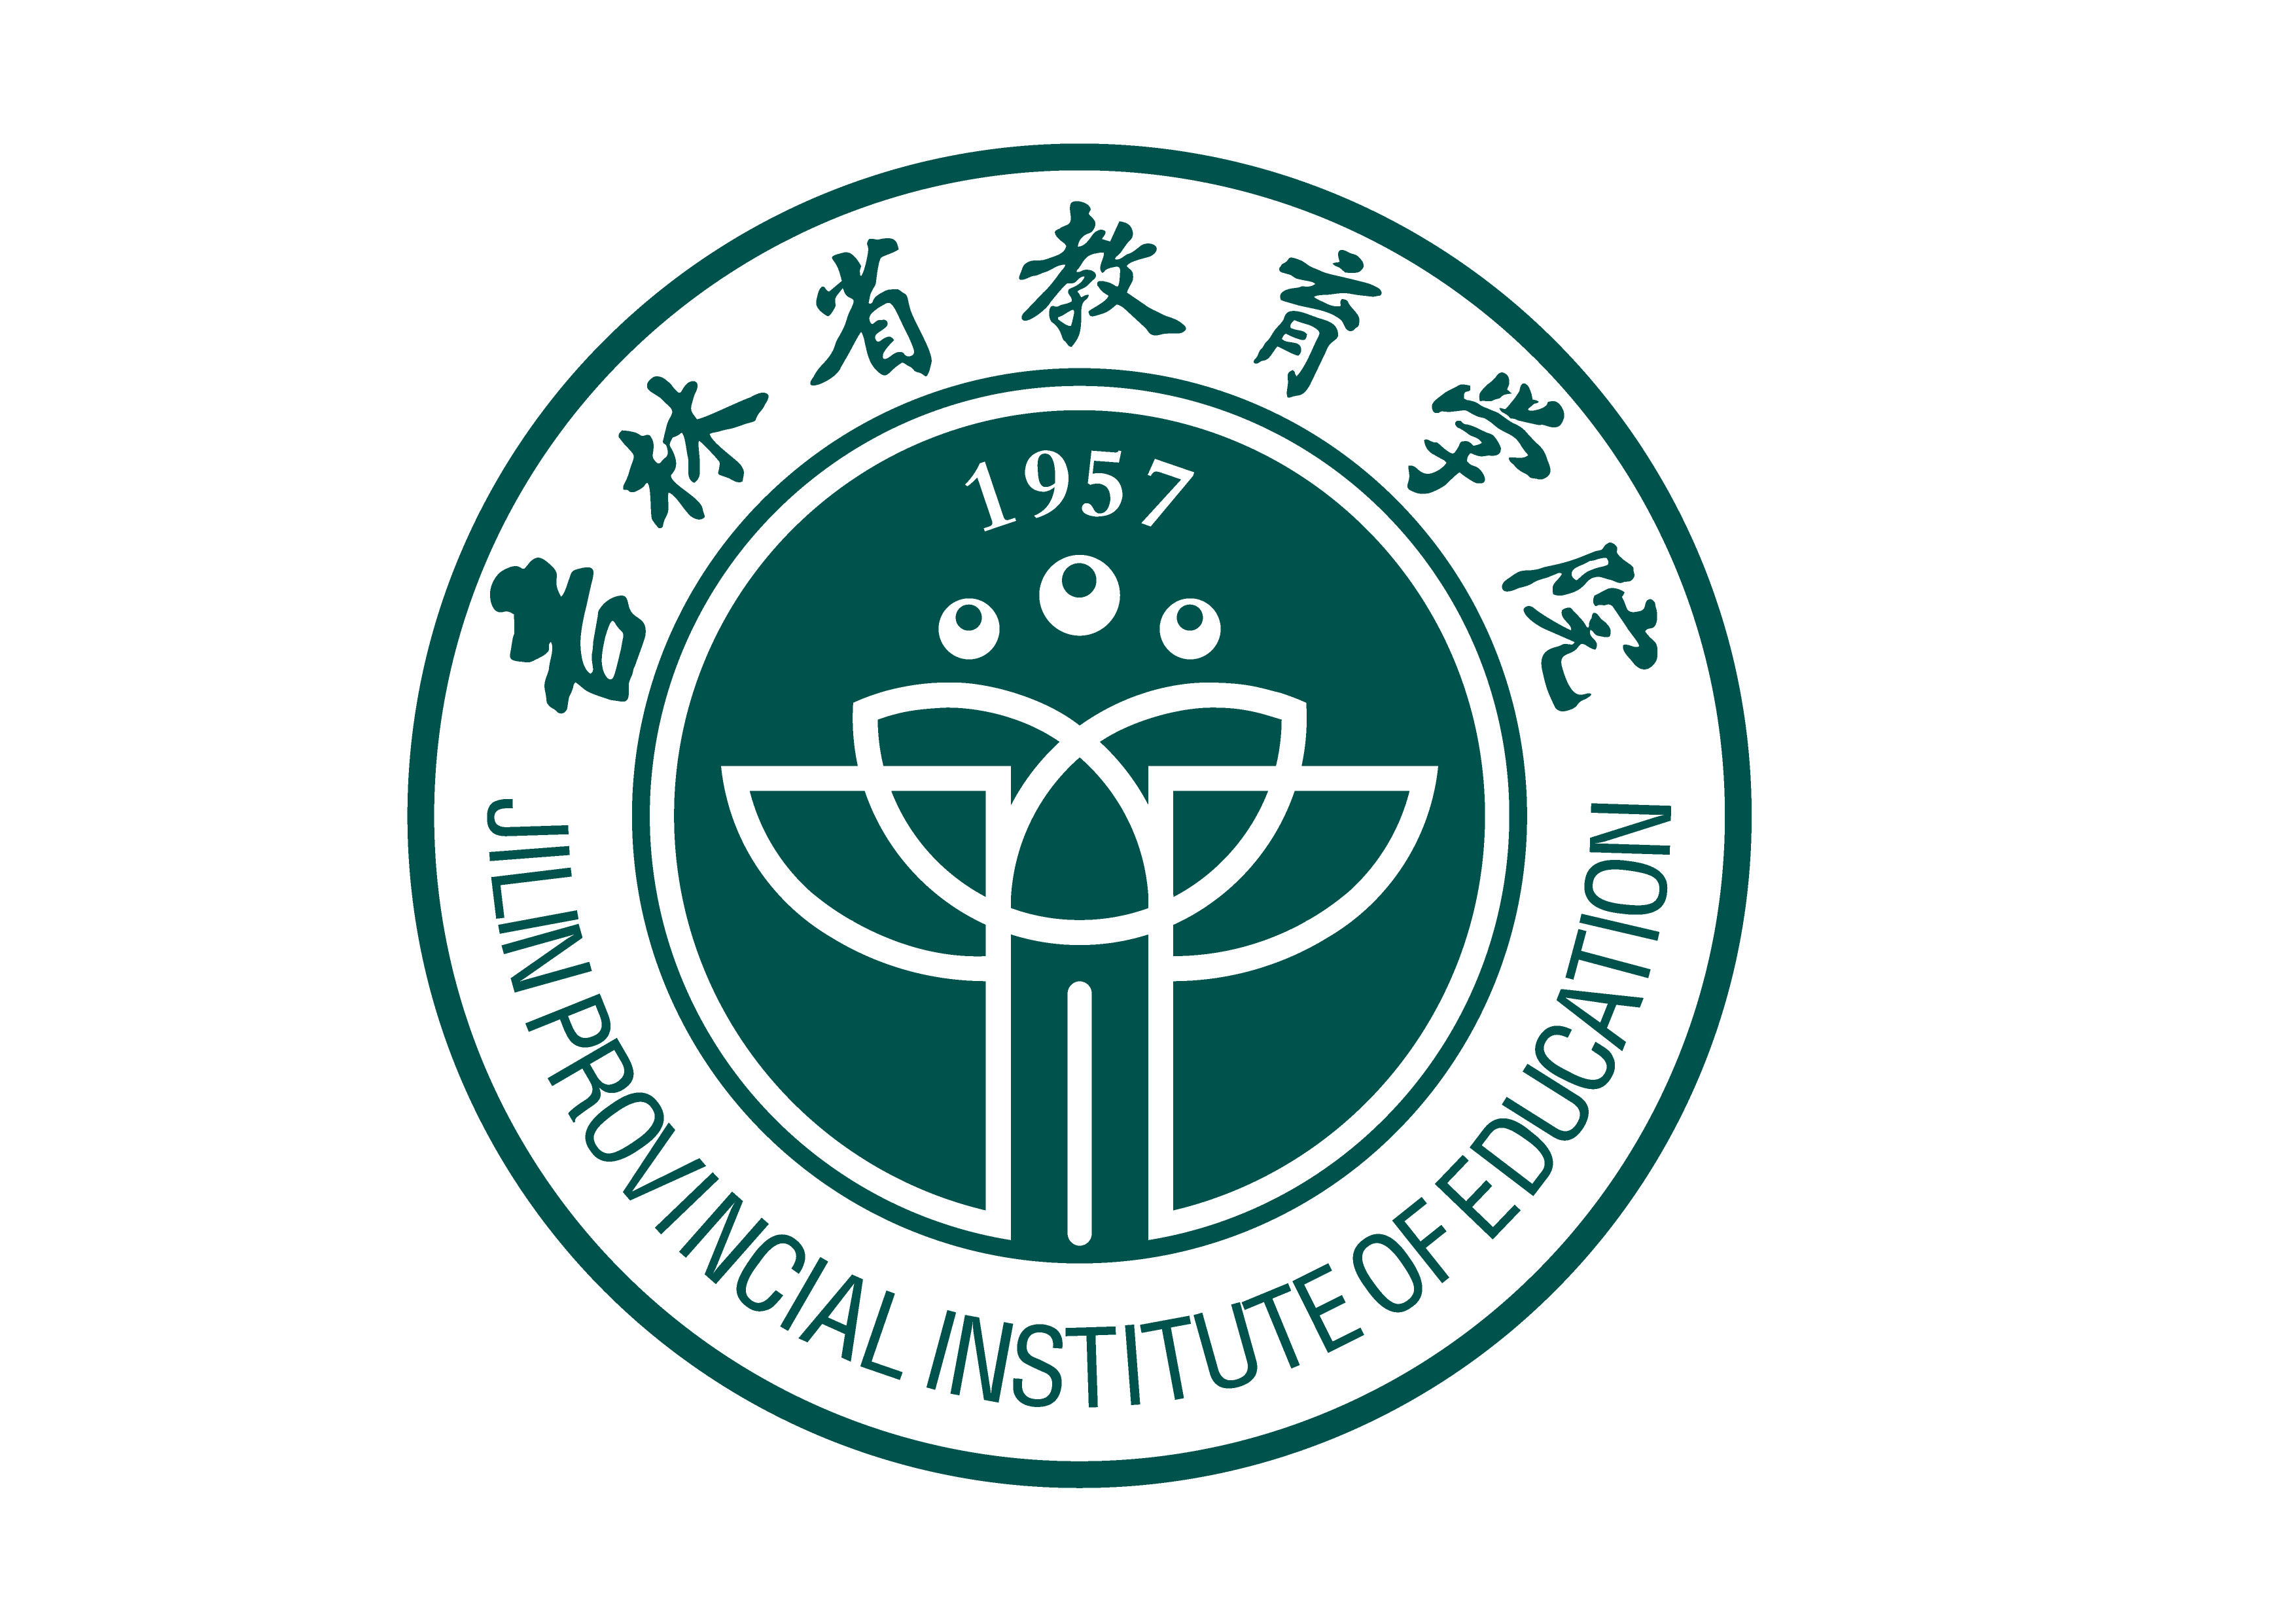 吉林省教育学院
1957
JILIN PROVINCIAL INSTITUTE OF EDUCATION